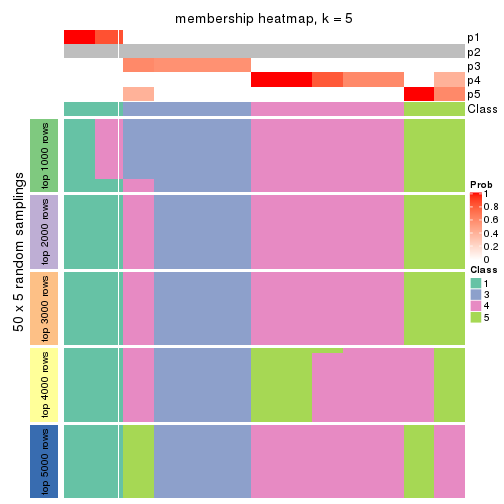 membership heatmap, k = 5
p1
p2
p3
p4
p5
Class
50 x 5 random samplings
top 1000 rows
top 2000 rows
top 3000 rows
top 4000 rows
top 5000 rows
Prob
1
0.8
0.6
0.4
0.2
0
Class
1
3
4
5